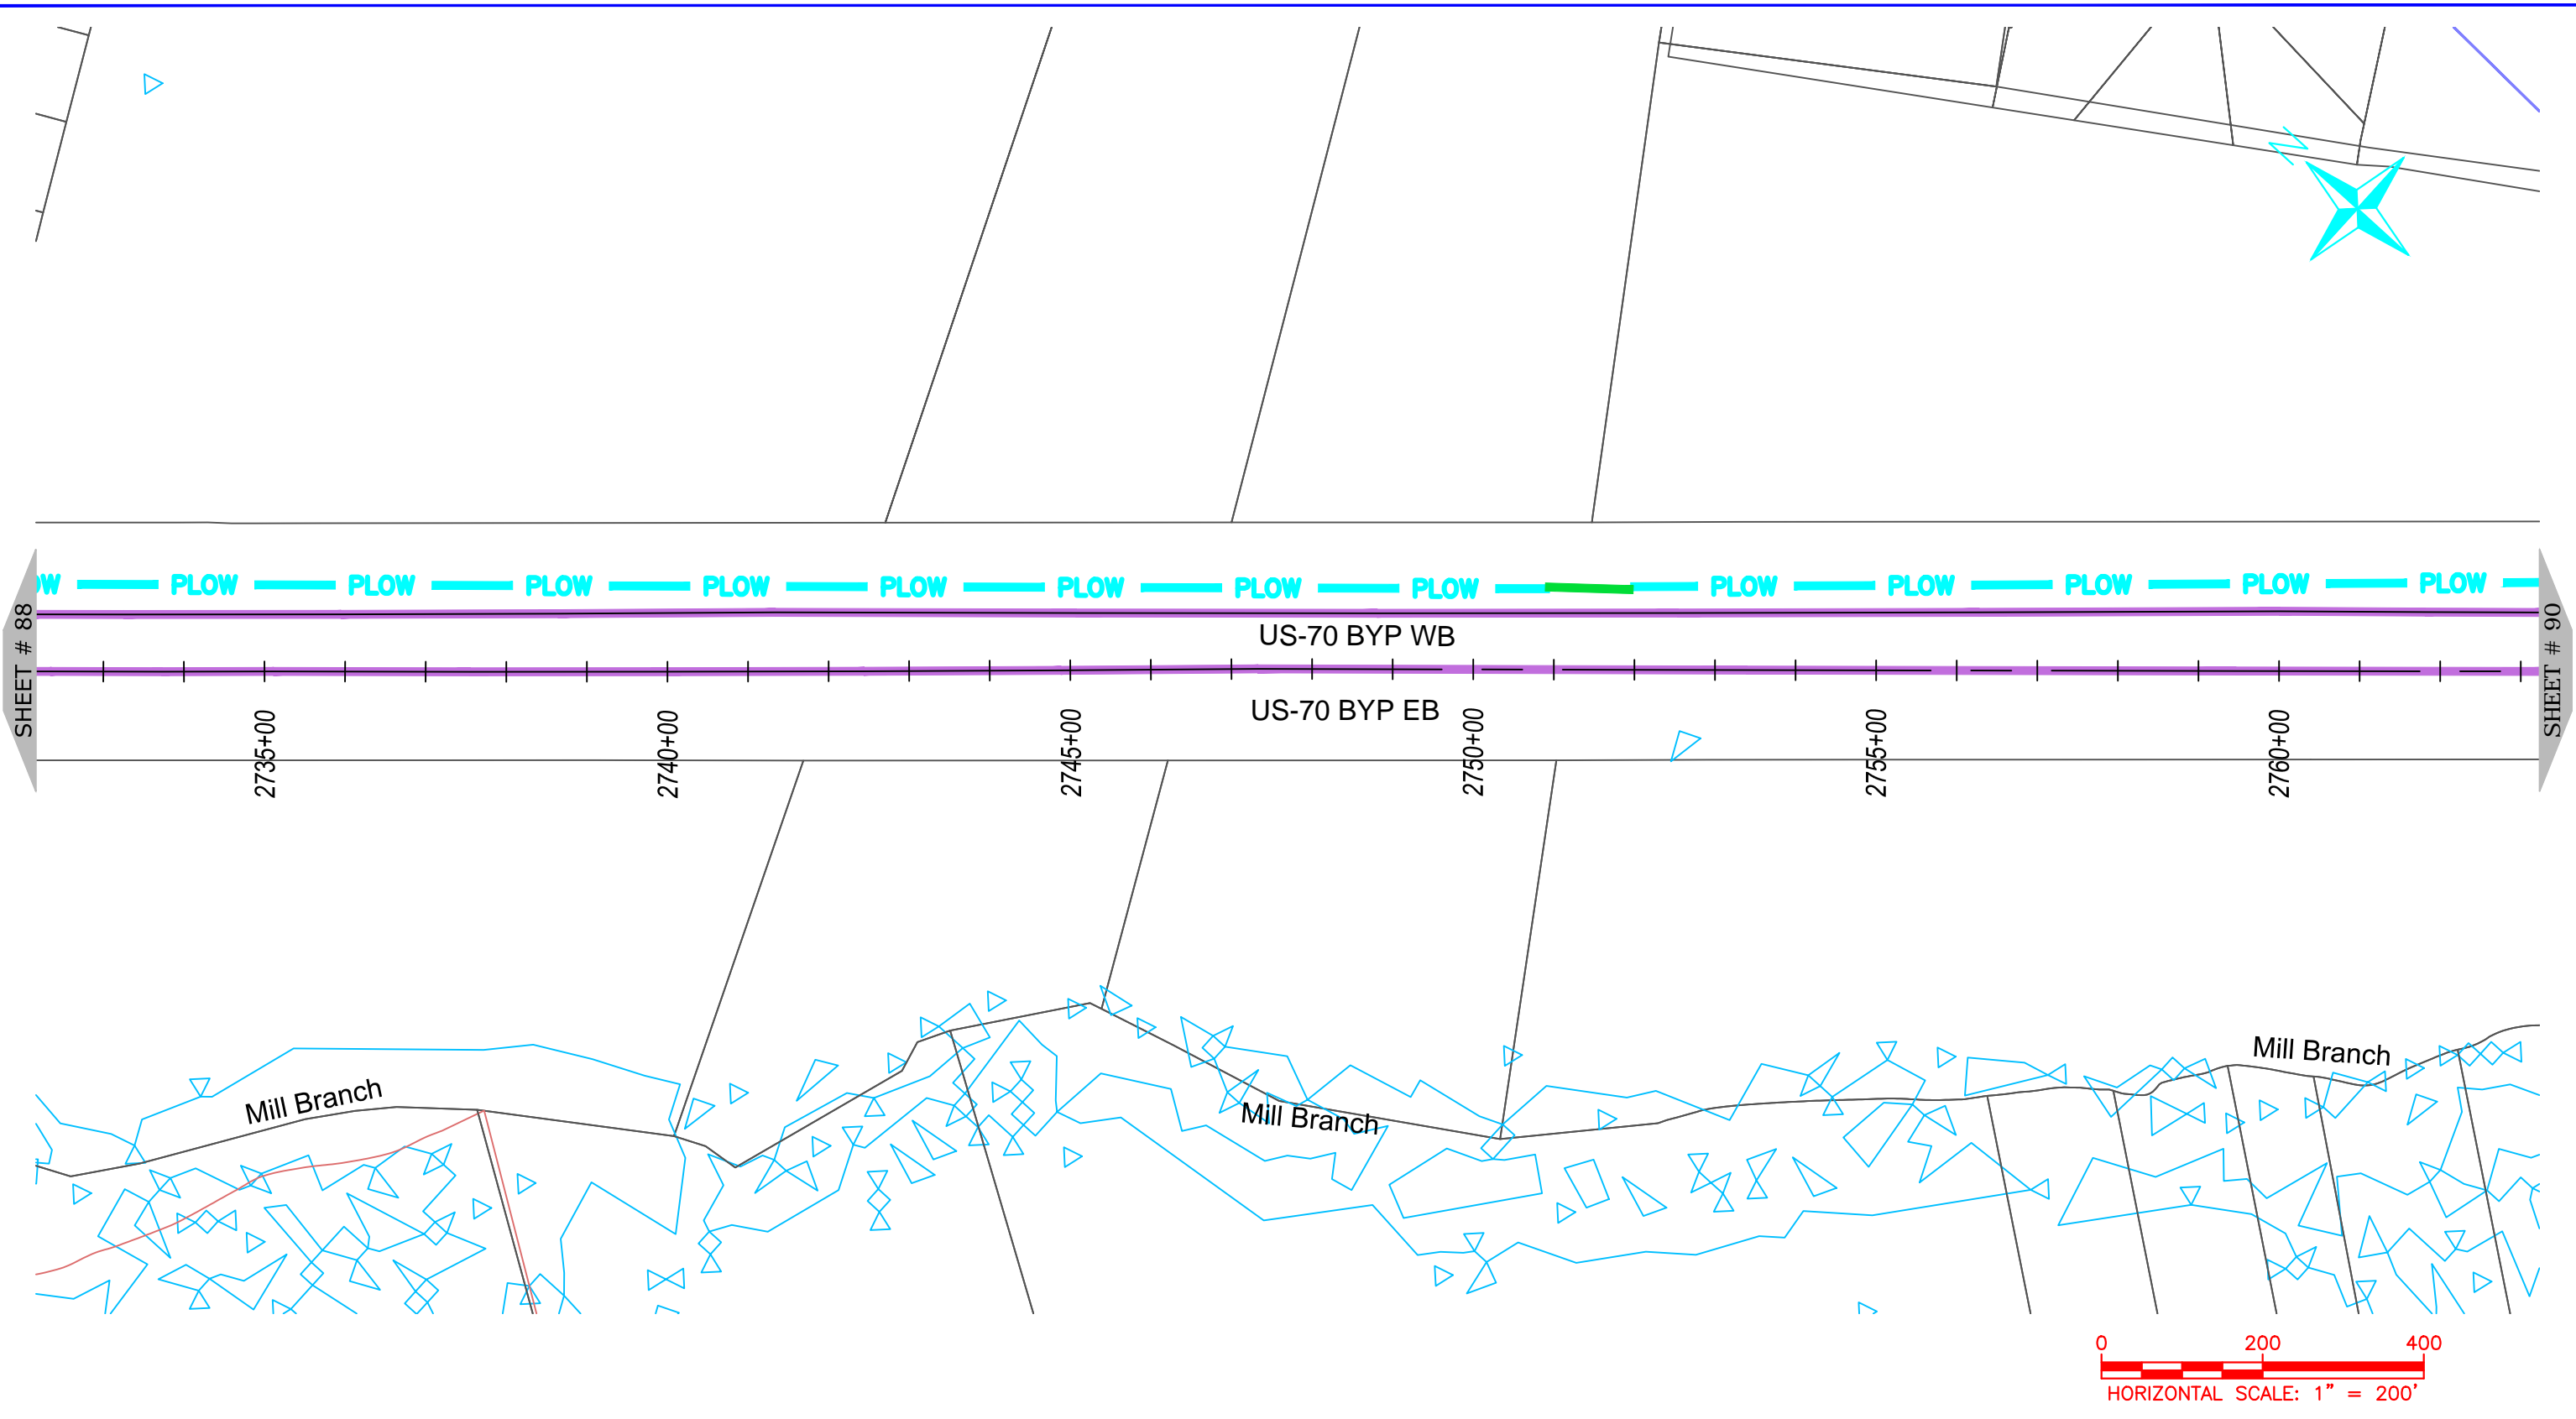 OW PLOW PLOW PLOW PLOW PLOW PLOW PLOW PLOW PLOW PLOW PLOW PLOW PLOW
US-70 BYP WB
SHEET # 88
SHEET # 90
US-70 BYP EB
2735+00 2740+00 2745+00 2750+00 2755+00 2760+00
Mill Branch
Mill Branch
Mill Branch
0 200 400
HORIZONTAL SCALE: 1" = 200'